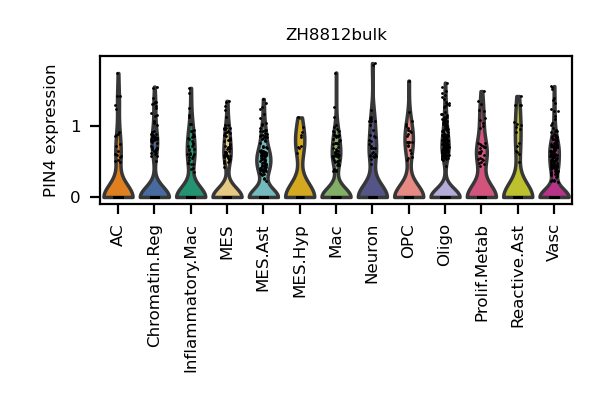 ZH8812bulk
PIN4 expression
1
0
AC
Chromatin.Reg
Inflammatory.Mac
MES
MES.Ast
MES.Hyp
Mac
Neuron
OPC
Oligo
Prolif.Metab
Reactive.Ast
Vasc